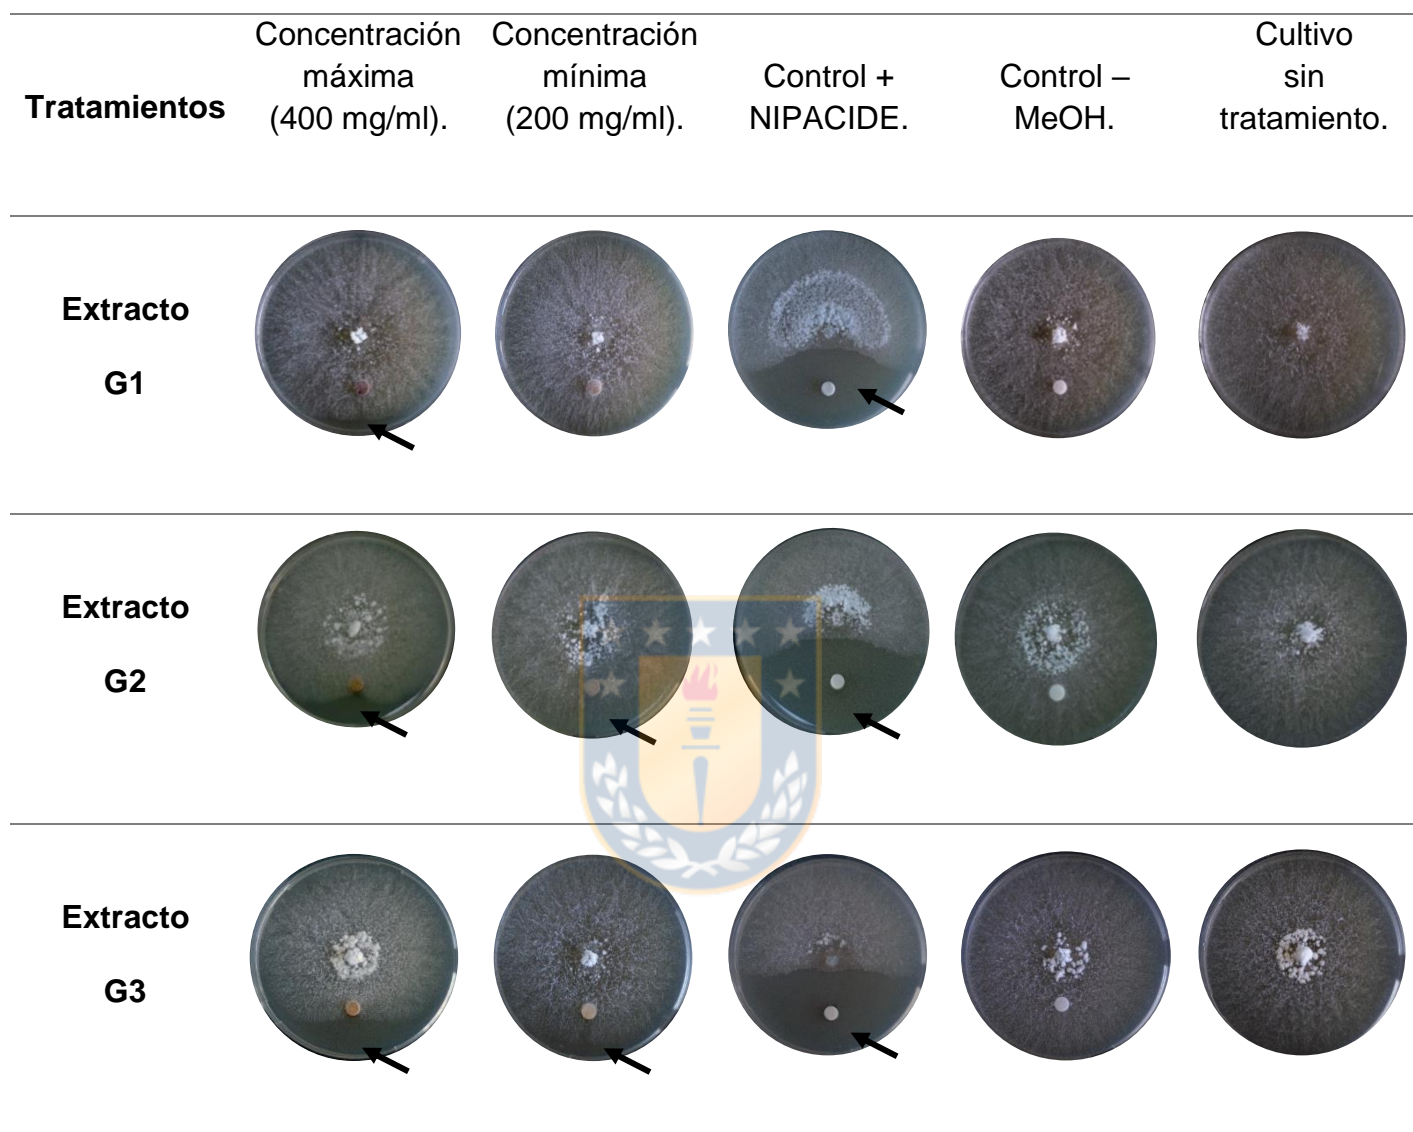 Tratamientos
Concentración
máxima
(400 mg/ml).
Concentración
mínima
(200 mg/ml).
Control +
NIPACIDE.
Control –
MeOH.
Cultivo
sin
tratamiento.
Extracto
G1
Extracto
G2
Extracto
G3